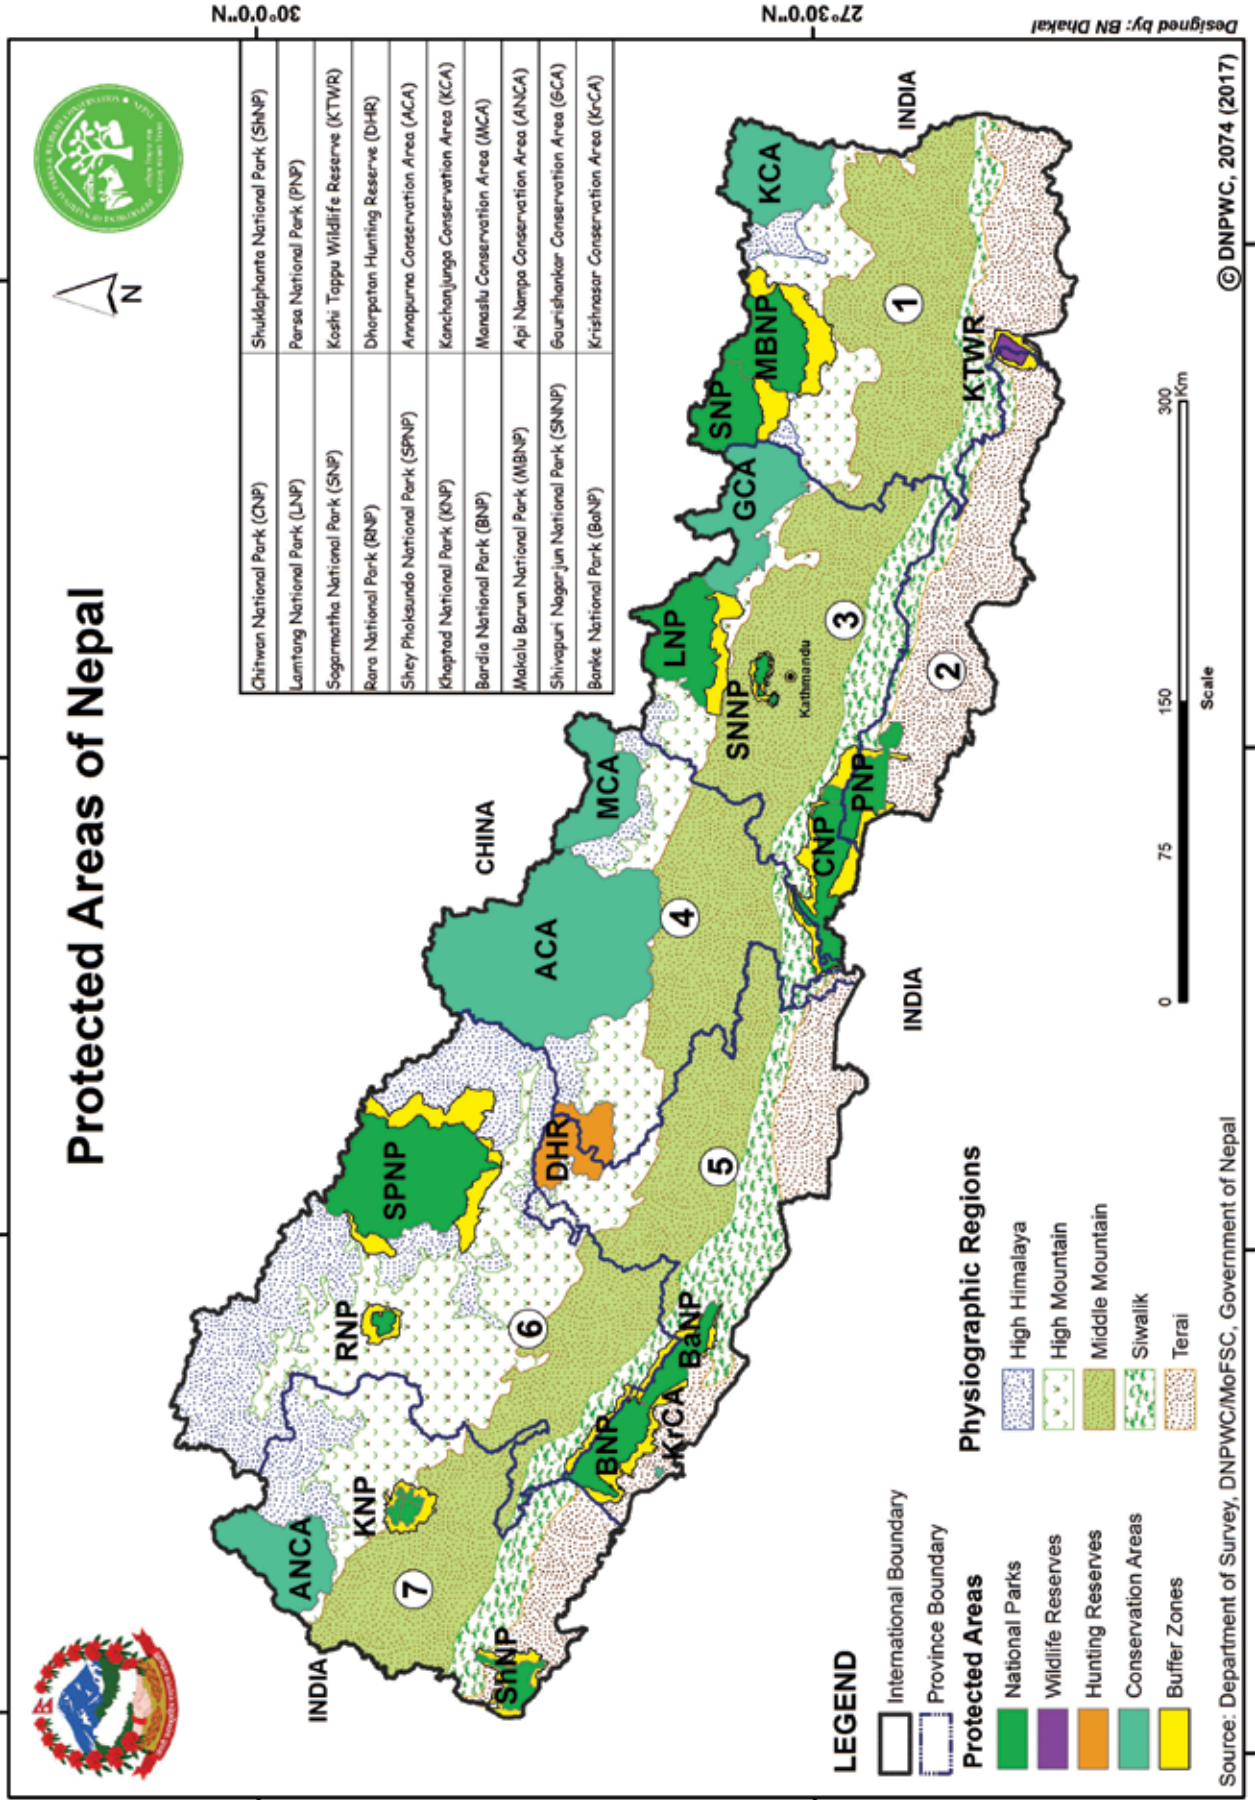 Protected Areas of Nepal
N
30°0'0"N
27°30'0"N
Chitwan National Park (CNP) Shuklaphanta National Park (ShNP)
Lamtang National Park (LNP) Parsa National Park (PNP)
Sagarmatha National Park (SNP) Koshi Tappu Wildlife Reserve (KTWR)
Rara National Park (RNP) Dhorpatan Hunting Reserve (DHR)
Shey Phoksundo National Park (SPNP) Annapurna Conservation Area (ACA)
Khaptad National Park (KNP) Kanchanjunga Conservation Area (KCA)
Bardia National Park (BNP) Manaslu Conservation Area (MCA)
Makalu Barun National Park (MBNP) Api Nampa Conservation Area (ANCA)
Shivapuri Nagarjun National Park (SNNP) Gaurishankar Conservation Area (GCA)
Banke National Park (BaNP) Krishnasar Conservation Area (KrCA)
CHINA
INDIA
INDIA
INDIA
ANCA
KNP
RNP
SPNP
DHR
ACA
MCA
LNP
SNNP
Kathmandu
GCA
SNP
MBNP
KCA
ShNP
BNP
KrCA
BaNP
CNP
PNP
KTWR
7
6
5
4
3
2
1
LEGEND
International Boundary
Province Boundary
Protected Areas
National Parks
Wildlife Reserves
Hunting Reserves
Conservation Areas
Buffer Zones
Physiographic Regions
High Himalaya
High Mountain
Middle Mountain
Siwalik
Terai
0 75 150 300 Km
Scale
Source: Department of Survey, DNPWC/MoFSC, Government of Nepal
© DNPWC, 2074 (2017)
Designed by: BN Dhakal